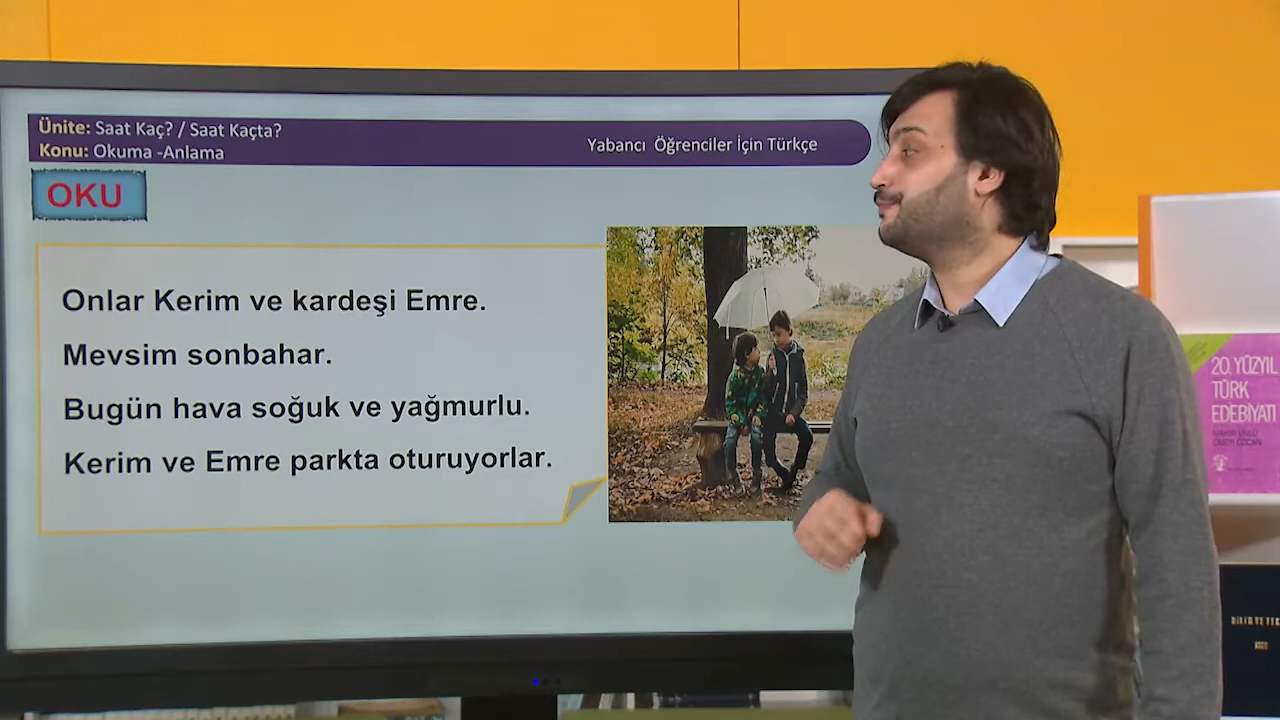 Ünite: Saat Kaç? / Saat Kaçta?
Konu: Okuma -Anlama
Yabancı Öğrenciler İçin Türkçe
OKU
Onlar Kerim ve kardeşi Emre.
Mevsim sonbahar.
Bugün hava soğuk ve yağmurlu.
Kerim ve Emre parkta oturuyorlar.
20. YÜZYIL
TÜRK
EDEBİYATI